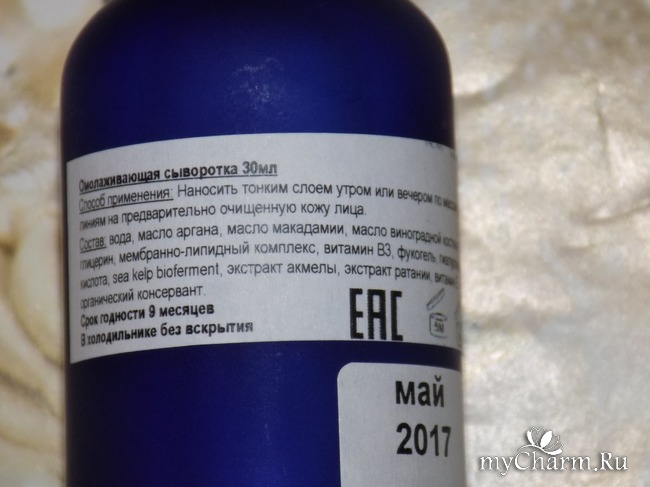 Омолаживающая сыворотка 30мл
Способ применения: Наносить тонким слоем утром или вечером по
линиям на предварительно очищенную кожу лица.
Состав: вода, масло аргана, масло макадамии, масло виноградной
глицерин, мембранно-липидный комплекс, витамин В3, фукогель,
кислота, sea kelp bioferment, экстракт акмелы, экстракт ратании,
органический консервант.
Срок годности 9 месяцев
В холодильнике без вскрытия
EAC
май
2017
myCharm.Ru